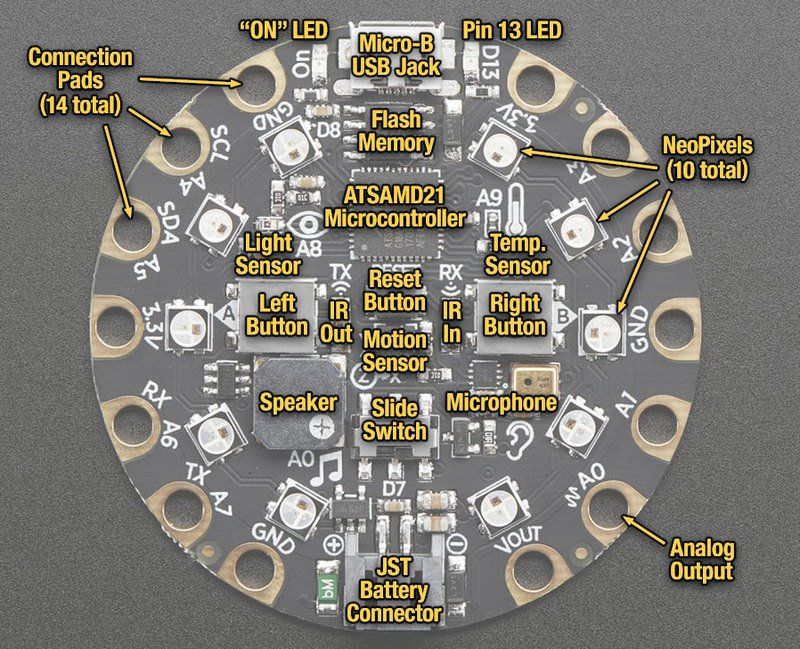 “ON” LED
Pin 13 LED
Micro-B
USB Jack
On
D13
Connection
Pads
(14 total)
Flash
Memory
GND
D8
3.3V
NeoPixels
(10 total)
SCL
A4
A3
ATSAMD21
Microcontroller
A9
SDA
A5
A8
A2
Light
Sensor
Temp.
Sensor
TX
RX
Reset
Button
Left
Button
IR
Out
IR
In
Right
Button
A
B
3.3V
GND
Motion
Sensor
RX
A6
Speaker
Slide
Switch
Microphone
A1
A0
TX
A7
D7
A0
GND
VOUT
Analog
Output
JST
Battery
Connector